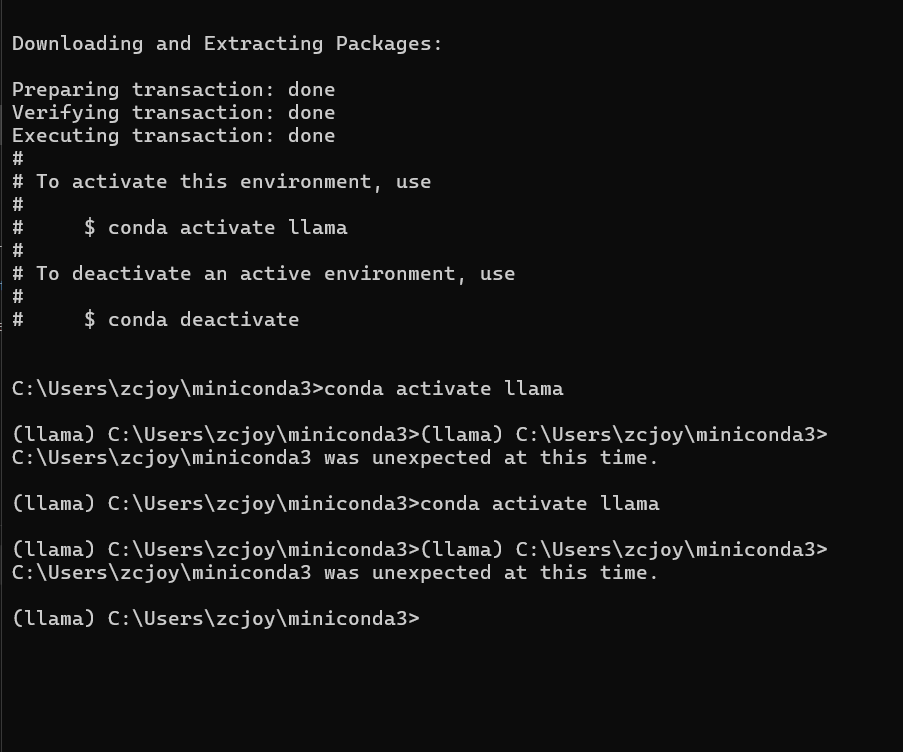 Downloading and Extracting Packages:
Preparing transaction: done
Verifying transaction: done
Executing transaction: done
#
# To activate this environment, use
#
#     $ conda activate llama
#
# To deactivate an active environment, use
#
#     $ conda deactivate
C:\Users\zcjoy\miniconda3>conda activate llama
(llama) C:\Users\zcjoy\miniconda3>(llama) C:\Users\zcjoy\miniconda3>
C:\Users\zcjoy\miniconda3 was unexpected at this time.
(llama) C:\Users\zcjoy\miniconda3>conda activate llama
(llama) C:\Users\zcjoy\miniconda3>(llama) C:\Users\zcjoy\miniconda3>
C:\Users\zcjoy\miniconda3 was unexpected at this time.
(llama) C:\Users\zcjoy\miniconda3>